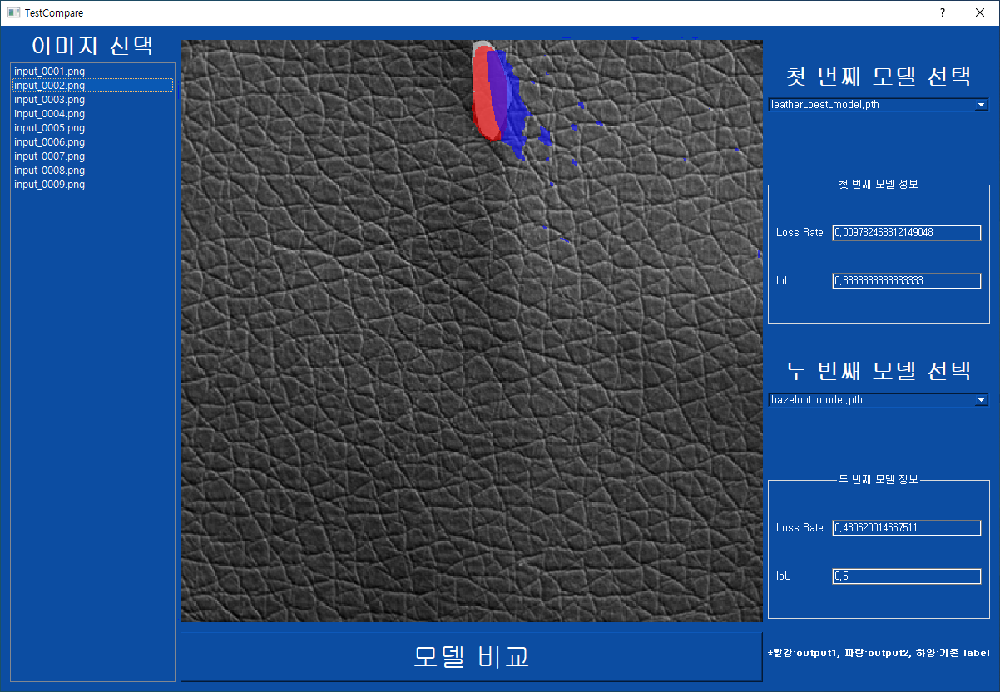 TestCompare
?
이미지 선택
input_0001.png
input_0002.png
input_0003.png
input_0004.png
input_0005.png
input_0006.png
input_0007.png
input_0008.png
input_0009.png
모델 비교
첫 번째 모델 선택
leather_best_model.pth
첫 번째 모델 정보
Loss Rate 0.009782463312149048
IoU 0.3333333333333333
두 번째 모델 선택
hazelnut_model.pth
두 번째 모델 정보
Loss Rate 0.430620014667511
IoU 0.5
*빨강:output1, 파랑:output2, 하양:기존 label